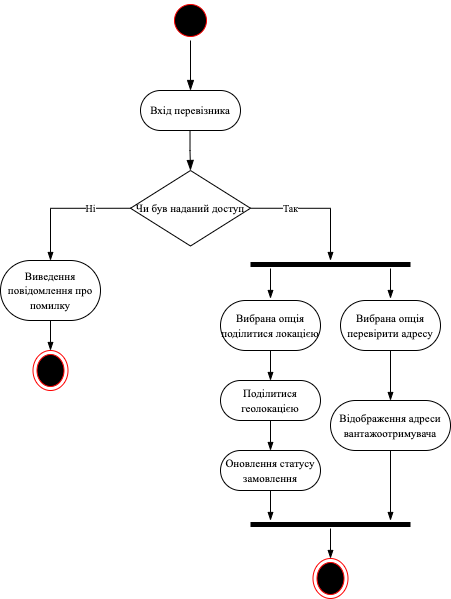 Вхід перевізника
Чи був наданий доступ
Ні
Так
Виведення
повідомлення про
помилку
Вибрана опція
поділитися локацією
Вибрана опція
перевірити адресу
Поділитися
геолокацією
Відображення адреси
вантажоотримувача
Оновлення статусу
замовлення